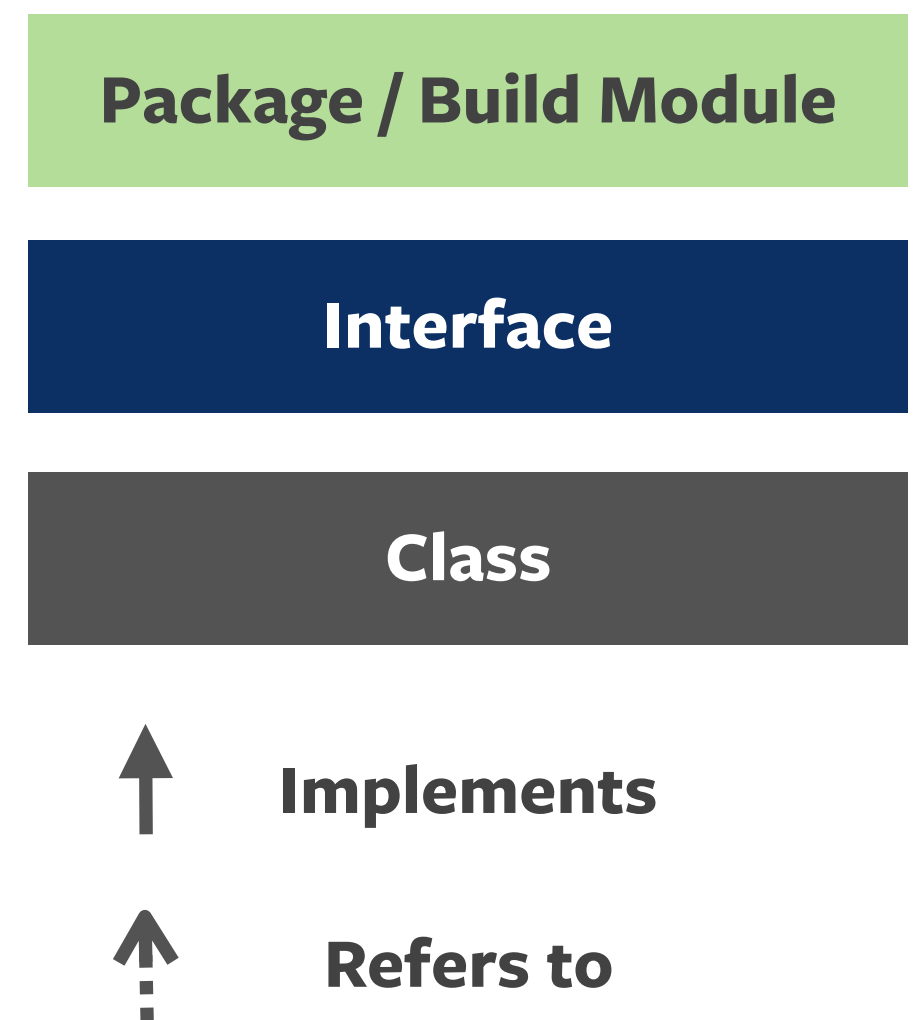 Package / Build Module
Interface
Class
Implements
Refers to